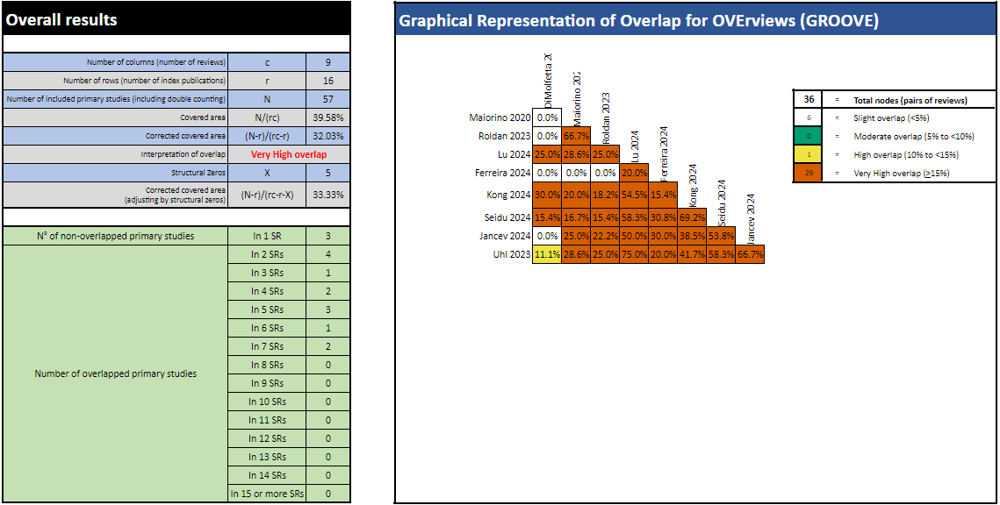 Overall results
Number of columns (number of reviews) c 9
Number of rows (number of index publications) r 16
Number of included primary studies (including double counting) N 57
Covered area N/(rc) 39.58%
Corrected covered area (N-r)/(rc-r) 32.03%
Interpretation of overlap Very High overlap
Structural Zeros X 5
Corrected covered area
(adjusting by structural zeros) (N-r)/(rc-r-X) 33.33%
N° of non-overlapped primary studies In 1 SR 3
Number of overlapped primary studies
In 2 SRs 4
In 3 SRs 1
In 4 SRs 2
In 5 SRs 3
In 6 SRs 1
In 7 SRs 2
In 8 SRs 0
In 9 SRs 0
In 10 SRs 0
In 11 SRs 0
In 12 SRs 0
In 13 SRs 0
In 14 SRs 0
In 15 or more SRs 0
Graphical Representation of Overlap for OVErviews (GROOVE)
DiMolfetta 20
Maiorino 202
Roldan 2023
Lu 2024
Ferreira 2024
Kong 2024
Seidu 2024
Jancev 2024
Maiorino 2020 0.0%
Roldan 2023 0.0% 66.7%
Lu 2024 25.0% 28.6% 25.0%
Ferreira 2024 0.0% 0.0% 0.0% 20.0%
Kong 2024 30.0% 20.0% 18.2% 54.5% 15.4%
Seidu 2024 15.4% 16.7% 15.4% 58.3% 30.8% 69.2%
Jancev 2024 0.0% 25.0% 22.2% 50.0% 30.0% 38.5% 53.8%
Uhl 2023 11.1% 28.6% 25.0% 75.0% 20.0% 41.7% 58.3% 66.7%
36 = Total nodes (pairs of reviews)
6 = Slight overlap (<5%)
0 = Moderate overlap (5% to <10%)
1 = High overlap (10% to <15%)
29 = Very High overlap (≥15%)